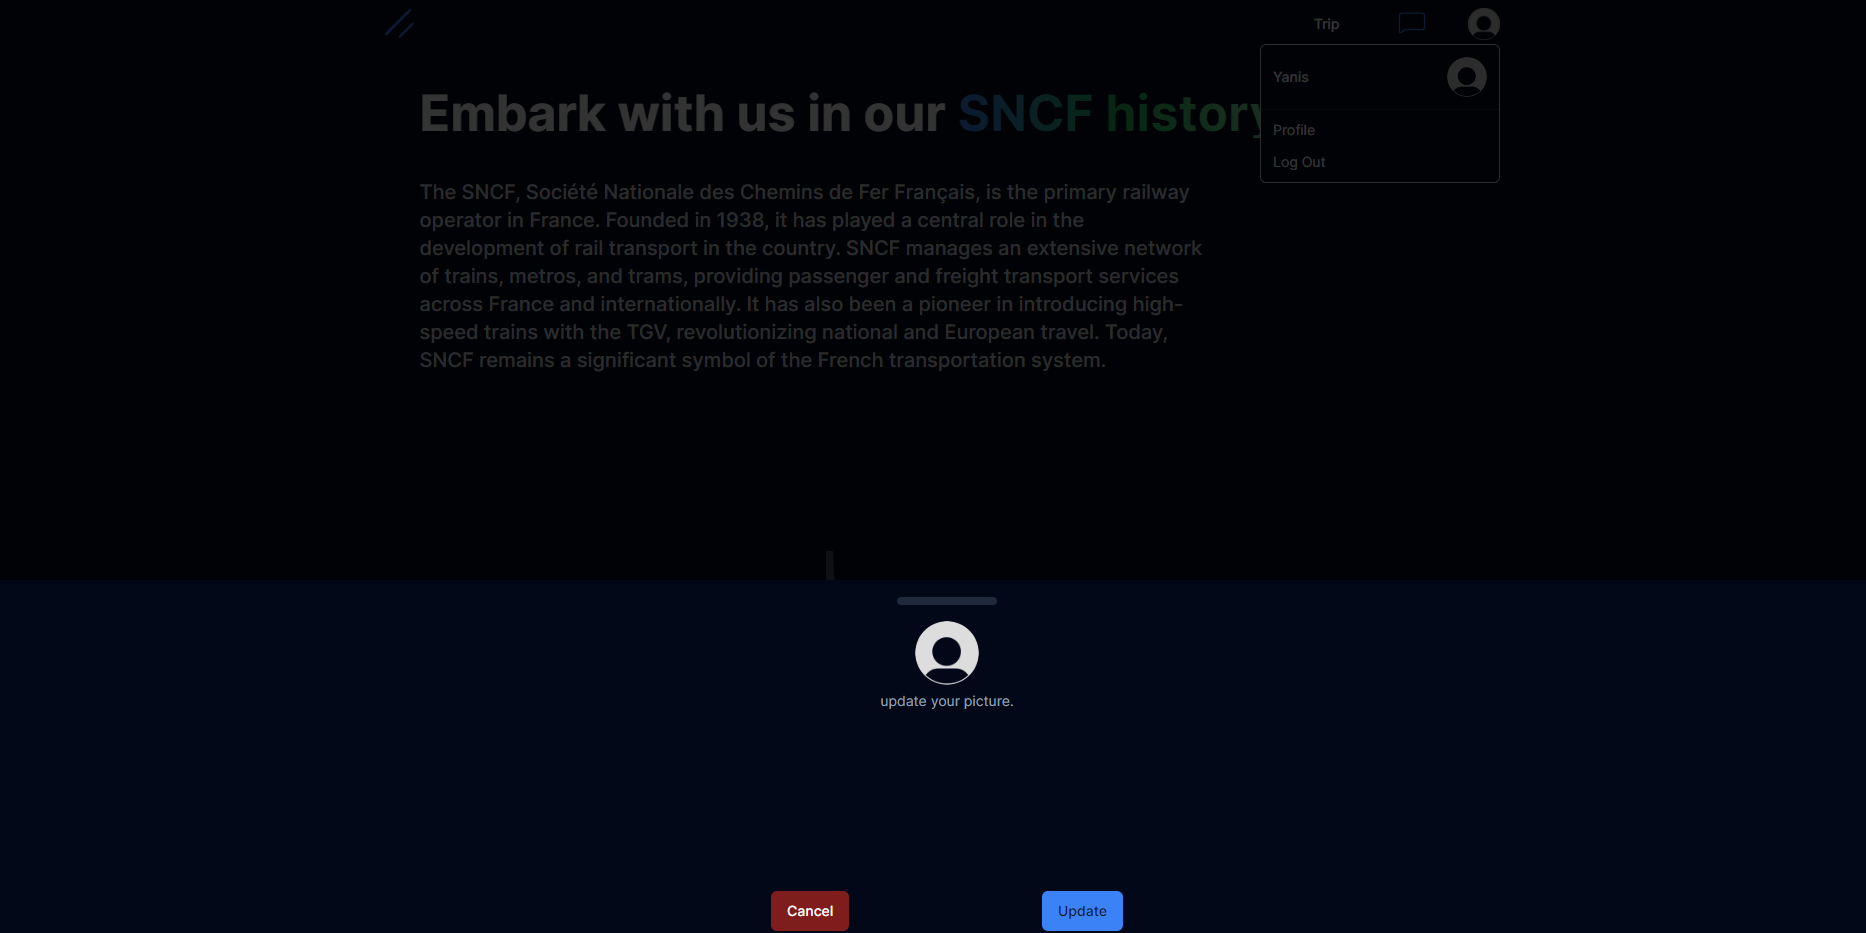 Trip
Yanis
Profile
Log Out
Embark with us in our SNCF history
The SNCF, Société Nationale des Chemins de Fer Français, is the primary railway
operator in France. Founded in 1938, it has played a central role in the
development of rail transport in the country. SNCF manages an extensive network
of trains, metros, and trams, providing passenger and freight transport services
across France and internationally. It has also been a pioneer in introducing high-
speed trains with the TGV, revolutionizing national and European travel. Today,
SNCF remains a significant symbol of the French transportation system.
update your picture.
Cancel
Update